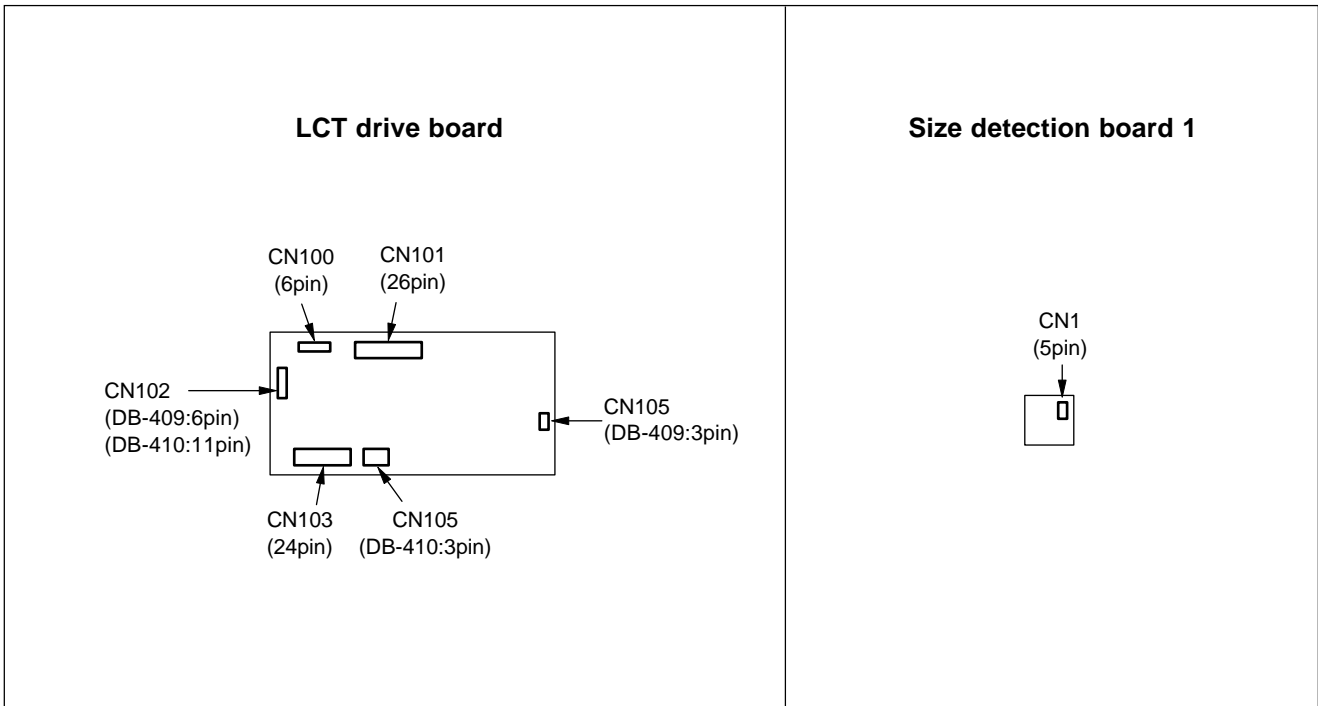 LCT drive board
CN100
(6pin)
CN101
(26pin)
CN102
(DB-409:6pin)
(DB-410:11pin)
CN105
(DB-409:3pin)
CN103
(24pin)
CN105
(DB-410:3pin)
Size detection board 1
CN1
(5pin)